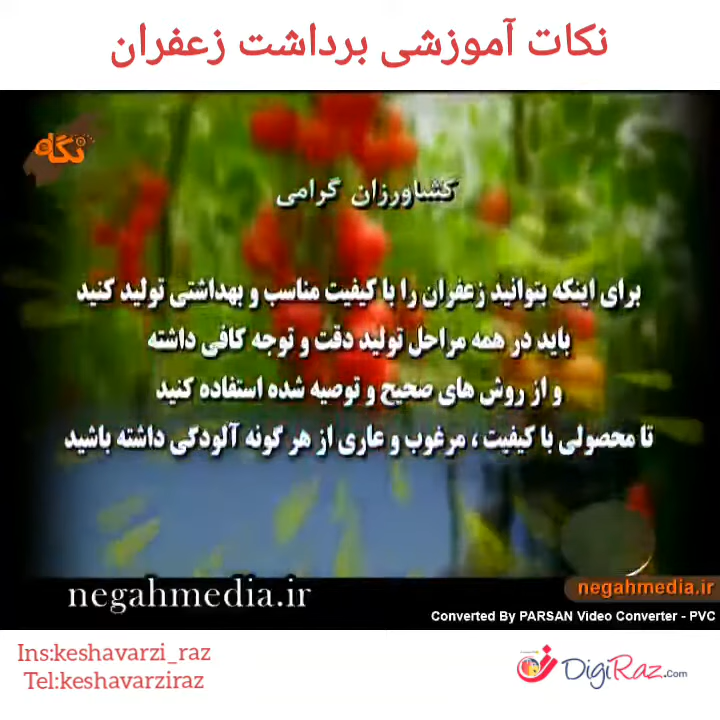 نکات آموزشی برداشت زعفران
نگاه
کشاورزان گرامی
برای اینکه بتوانید زعفران را با کیفیت مناسب و بهداشتی تولید کنید
باید در همه مراحل تولید دقت و توجه کافی داشته
و از روش های صحیح و توصیه شده استفاده کنید
تا محصولی با کیفیت ، مرغوب و عاری از هر گونه آلودگی داشته باشید
negahmedia.ir
negahmedia.ir
Converted By PARSAN Video Converter - PVC
Ins:keshavarzi_raz
Tel:keshavarziraz
DigiRaz.com